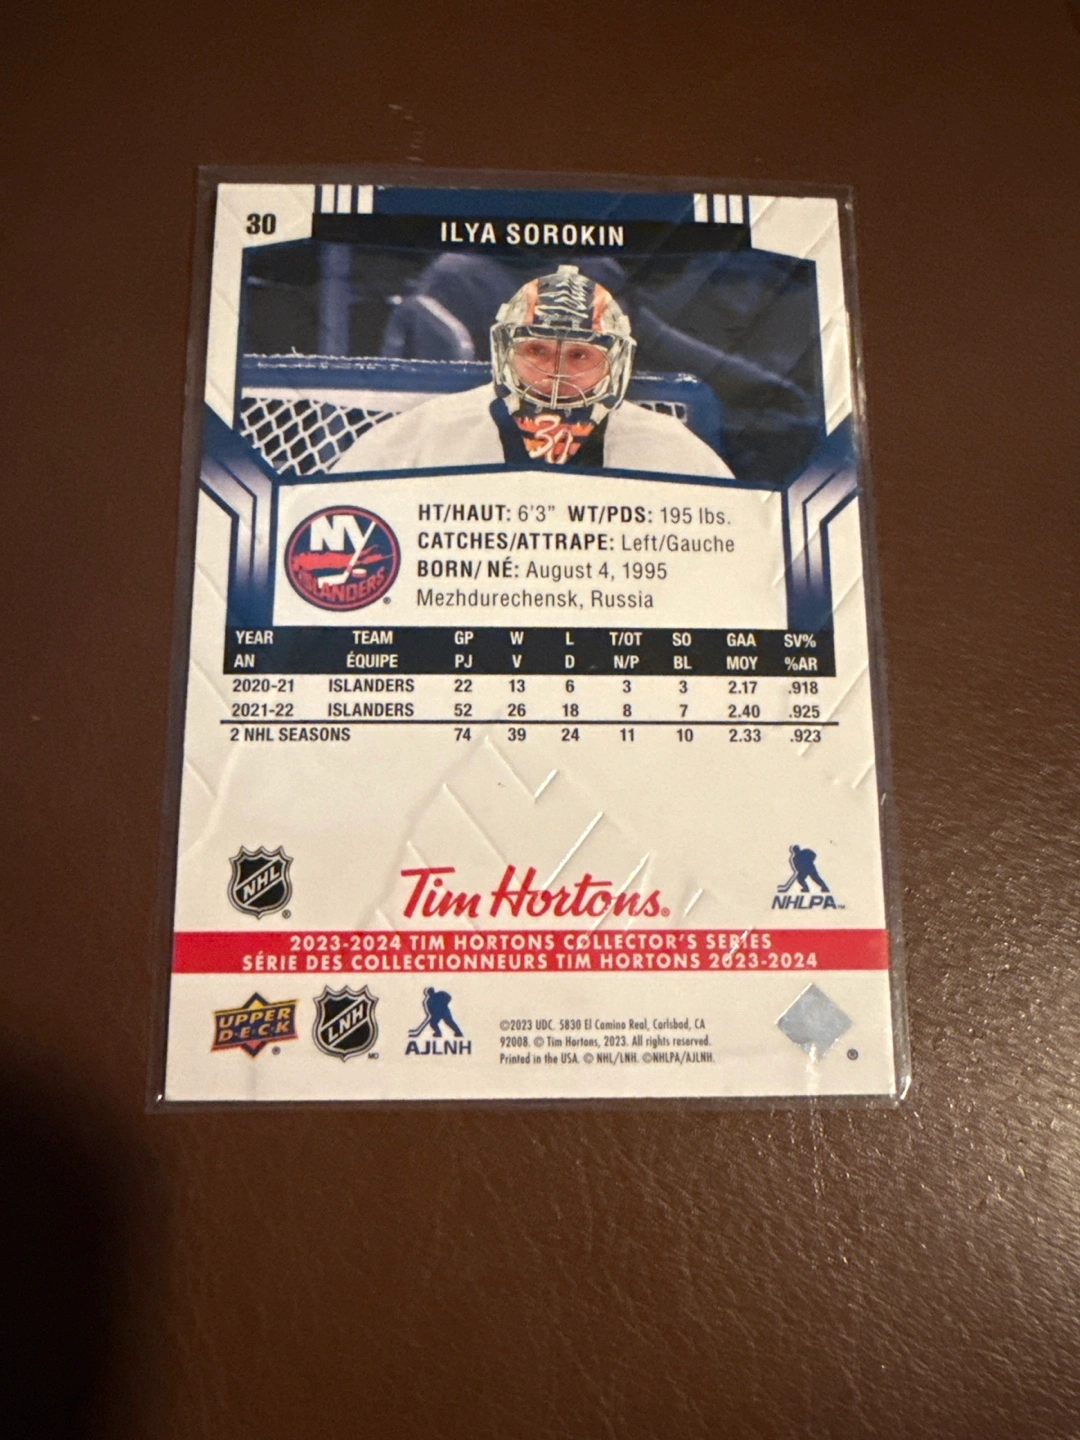 30
ILYA SOROKIN
30
NY
ISLANDERS ®
HT/HAUT: 6'3" WT/PDS: 195 lbs.
CATCHES/ATTRAPE: Left/Gauche
BORN/ NÉ: August 4, 1995
Mezhdurechensk, Russia
YEAR TEAM GP W L T/OT SO GAA SV%
AN ÉQUIPE PJ V D N/P BL MOY %AR
2020-21 ISLANDERS 22 13 6 3 3 2.17 .918
2021-22 ISLANDERS 52 26 18 8 7 2.40 .925
2 NHL SEASONS 74 39 24 11 10 2.33 .923
NHL ®
Tim Hortons®
NHLPA™
2023-2024 TIM HORTONS COLLECTOR'S SERIES
SÉRIE DES COLLECTIONNEURS TIM HORTONS 2023-2024
UPPER
D·E·C·K ®
LNH MD
AJLNH
©2023 UDC. 5830 El Camino Real, Carlsbad, CA
92008. © Tim Hortons, 2023. All rights reserved.
Printed in the USA. © NHL/LNH. ©NHLPA/AJLNH.
®